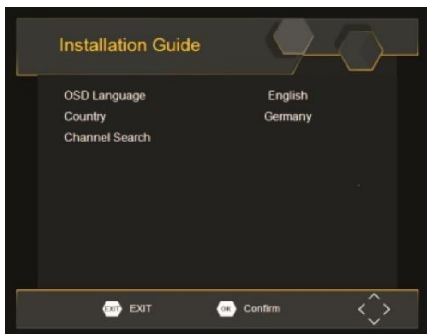 Installation Guide
OSD Language English
Country Germany
Channel Search
EXIT EXIT OK Confirm